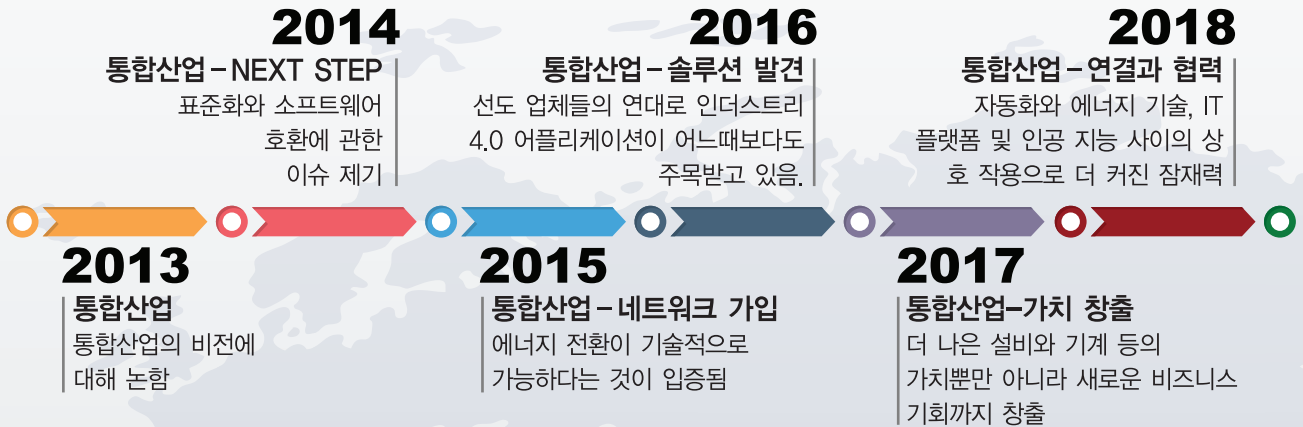 2014
통합산업-NEXT STEP
표준화와 소프트웨어
호환에 관한
이슈 제기
2016
통합산업-솔루션 발견
선도 업체들의 연대로 인더스트리
4.0 어플리케이션이 어느때보다도
주목받고 있음.
2018
통합산업-연결과 협력
자동화와 에너지 기술, IT
플랫폼 및 인공 지능 사이의 상
호 작용으로 더 커진 잠재력
2013
통합산업
통합산업의 비전에
대해 논함
2015
통합산업-네트워크 가입
에너지 전환이 기술적으로
가능하다는 것이 입증됨
2017
통합산업-가치 창출
더 나은 설비와 기계 등의
가치뿐만 아니라 새로운 비즈니스
기회까지 창출